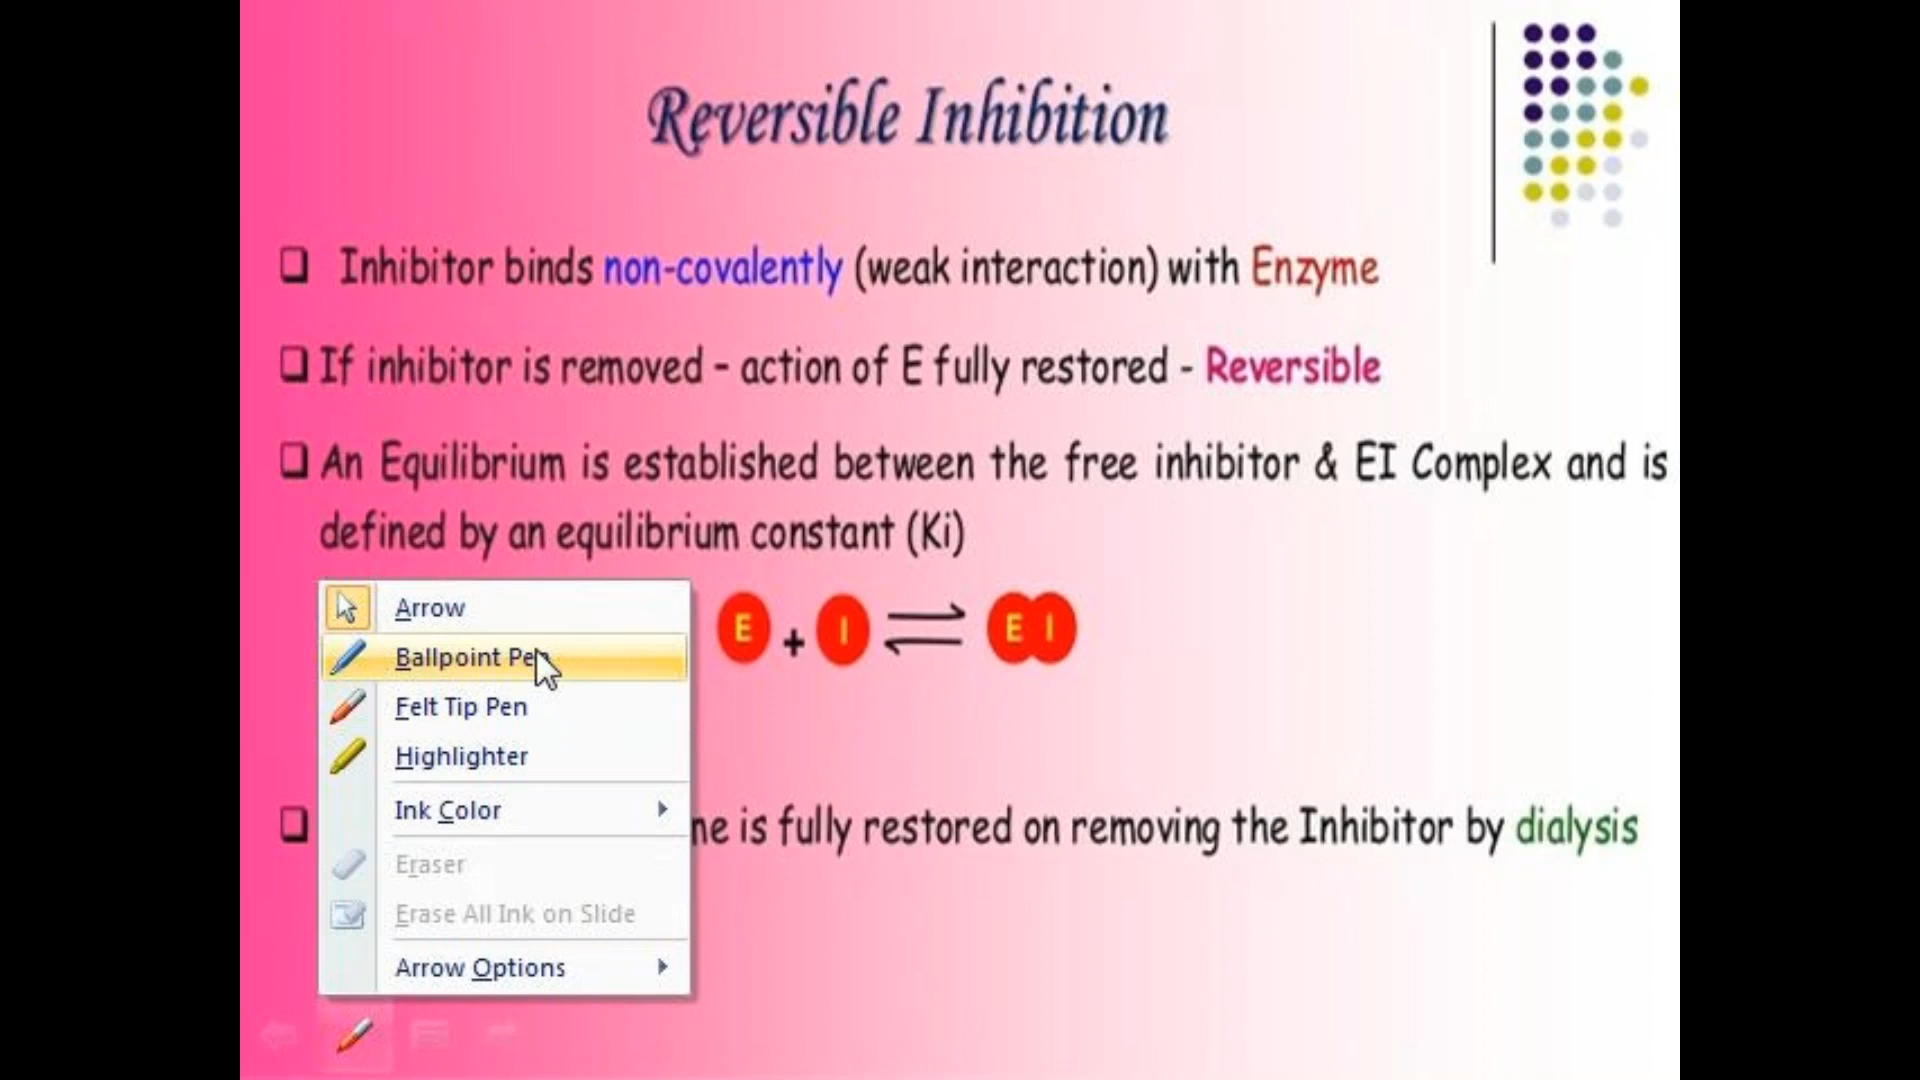 Reversible Inhibition
Inhibitor binds non-covalently (weak interaction) with Enzyme
If inhibitor is removed - action of E fully restored - Reversible
An Equilibrium is established between the free inhibitor & EI Complex and is
defined by an equilibrium constant (Ki)
E + I ⇌ E I
Arrow
Ballpoint Pen
Felt Tip Pen
Highlighter
Ink Color
is fully restored on removing the Inhibitor by dialysis
Eraser
Erase All Ink on Slide
Arrow Options